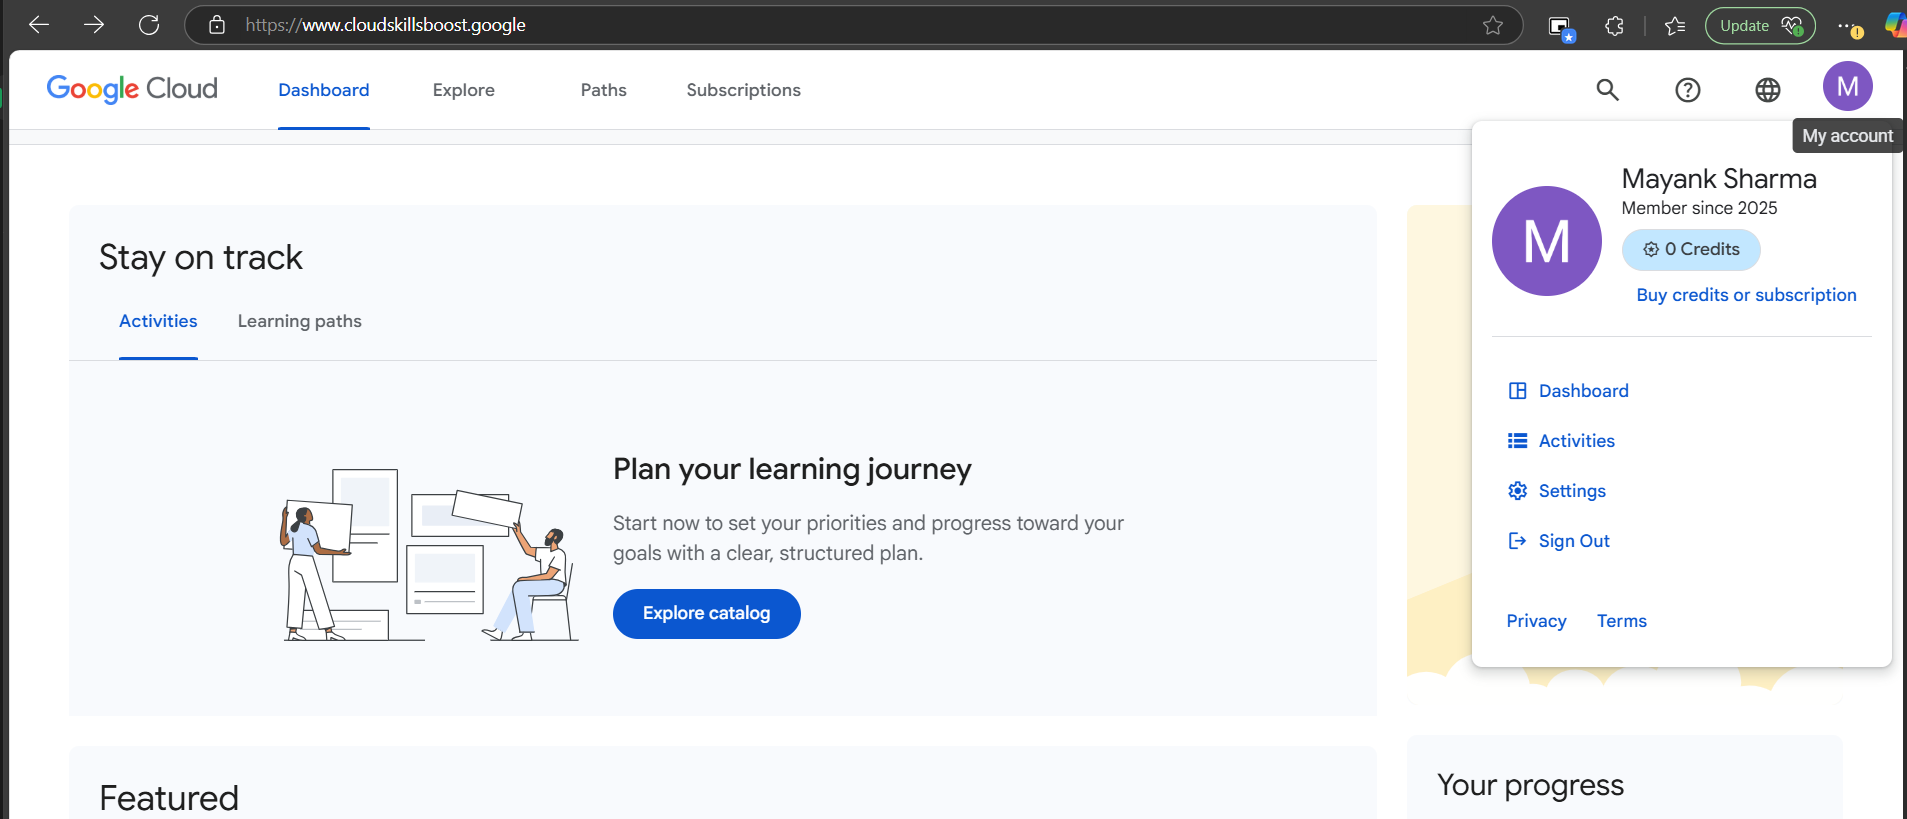 https://www.cloudskillsboost.google
Update
Google Cloud
Dashboard
Explore
Paths
Subscriptions
M
My account
Mayank Sharma
Member since 2025
M
0 Credits
Buy credits or subscription
Dashboard
Activities
Settings
Sign Out
Privacy
Terms
Stay on track
Activities
Learning paths
Plan your learning journey
Start now to set your priorities and progress toward your
goals with a clear, structured plan.
Explore catalog
Featured
Your progress